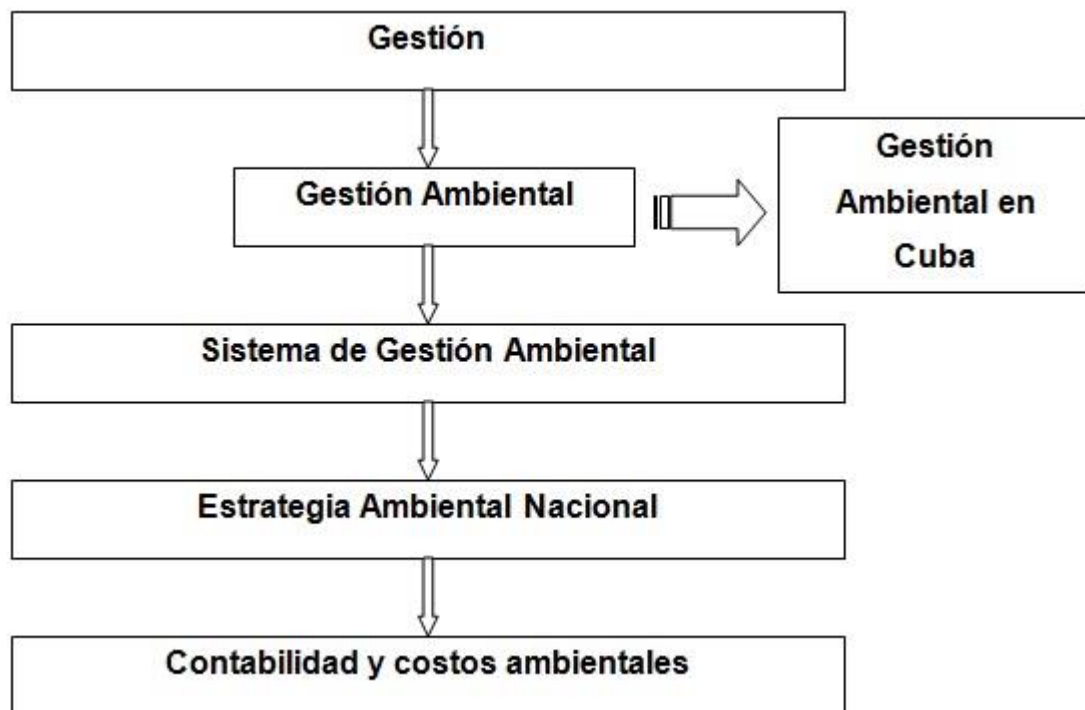 Gestión
Gestión Ambiental
Gestión
Ambiental en
Cuba
Sistema de Gestión Ambiental
Estrategia Ambiental Nacional
Contabilidad y costos ambientales